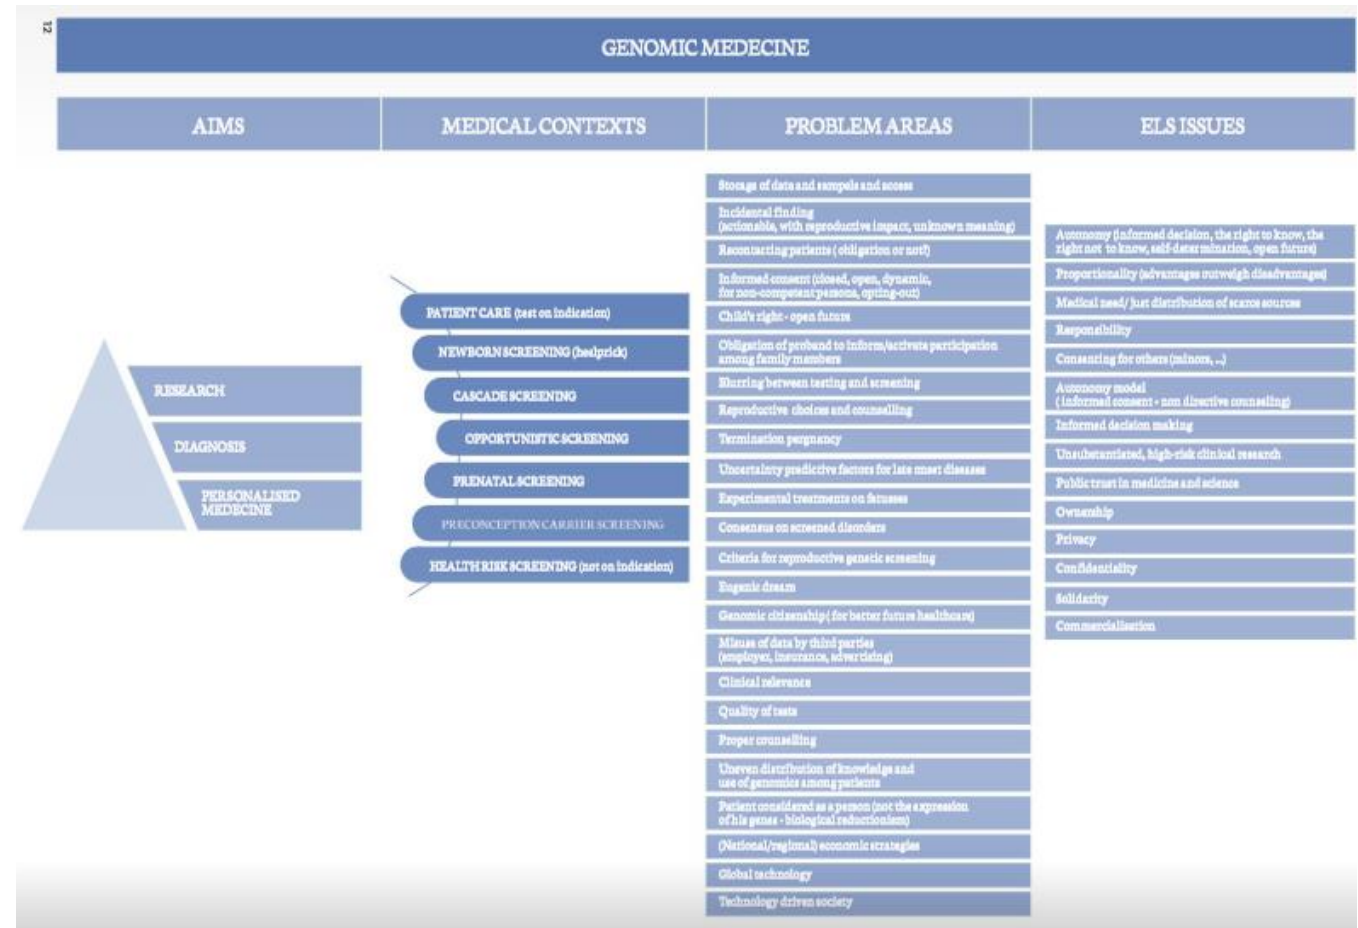 12
GENOMIC MEDECINE
AIMS
MEDICAL CONTEXTS
PROBLEM AREAS
ELS ISSUES
RESEARCH
DIAGNOSIS
PERSONALISED
MEDECINE
PATIENT CARE (test on indication)
NEWBORN SCREENING (healprick)
CASCADE SCREENING
OPPORTUNISTIC SCREENING
PRENATAL SCREENING
PRECONCEPTION CARRIER SCREENING
HEALTH RISK SCREENING (not on indication)
Storage of data and sampels and access
Incidental finding
(actionable, with reproductive impact, unknown meaning)
Recontacting patients ( obligation or not?)
Informed consent (closed, open, dynamic,
for non-competent persons, opting-out)
Child's right - open future
Obligation of proband to inform/activate participation
among family members
Blurring between testing and screening
Reproductive choices and counselling
Termination pergnancy
Uncertainty predictive factors for late onset diseases
Experimental treatments on fœtusses
Consensus on screened disorders
Criteria for reproductive genetic screening
Eugenic dream
Genomic citizenship ( for better future healthcare)
Misuse of data by third parties
(employer, insurance, advertising)
Clinical relevance
Quality of tests
Proper counselling
Uneven distribution of knowledge and
use of genomics among patients
Patient considered as a person (not the expression
of his genes - biological reductionism)
(National/regional) economic strategies
Global technology
Technology driven society
Autonomy (informed decision, the right to know, the
right not to know, self-determination, open future)
Proportionality (advantages outweigh disadvantages)
Medical need/ just distribution of scarce sources
Responsibility
Consenting for others (minors, ...)
Autonomy model
( informed consent - non directive counseling)
Informed decision making
Unsubstantiated, high-risk clinical research
Public trust in medicine and science
Ownership
Privacy
Confidentiality
Solidarity
Commercialisation